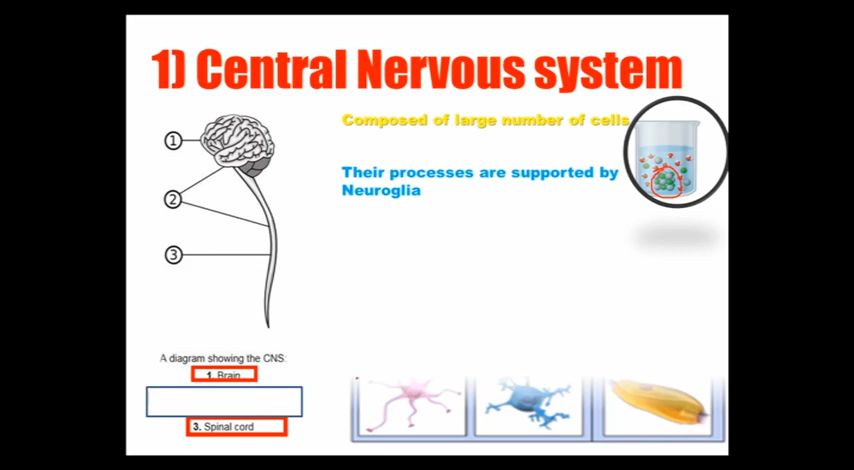 1) Central Nervous system
Composed of large number of cells
Their processes are supported by
Neuroglia
1
2
3
A diagram showing the CNS:
1. Brain
3. Spinal cord